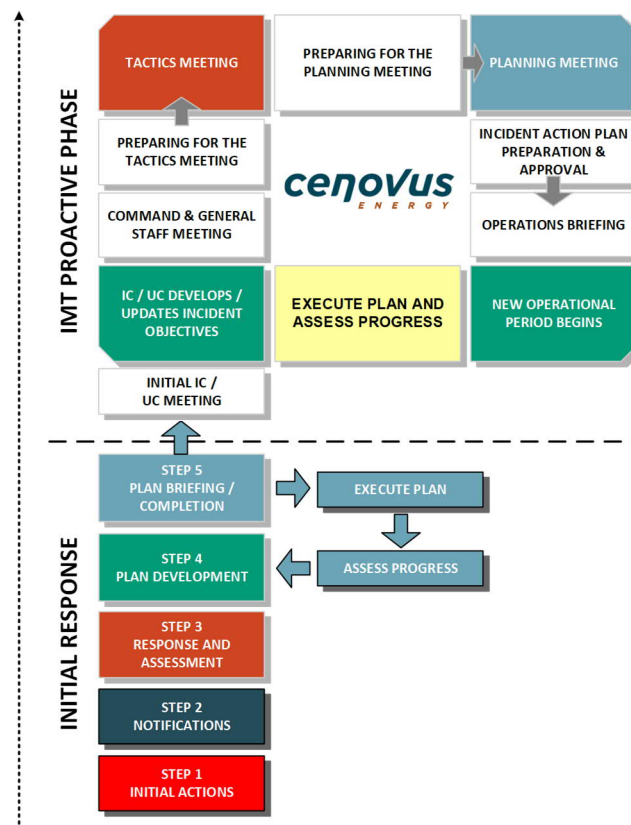 IMT PROACTIVE PHASE
TACTICS MEETING
PREPARING FOR THE
PLANNING MEETING
PLANNING MEETING
PREPARING FOR THE
TACTICS MEETING
INCIDENT ACTION PLAN
PREPARATION &
APPROVAL
cenovus
ENERGY
COMMAND & GENERAL
STAFF MEETING
OPERATIONS BRIEFING
IC / UC DEVELOPS /
UPDATES INCIDENT
OBJECTIVES
EXECUTE PLAN AND
ASSESS PROGRESS
NEW OPERATIONAL
PERIOD BEGINS
INITIAL IC /
UC MEETING
INITIAL RESPONSE
STEP 5
PLAN BRIEFING /
COMPLETION
EXECUTE PLAN
STEP 4
PLAN DEVELOPMENT
ASSESS PROGRESS
STEP 3
RESPONSE AND
ASSESSMENT
STEP 2
NOTIFICATIONS
STEP 1
INITIAL ACTIONS